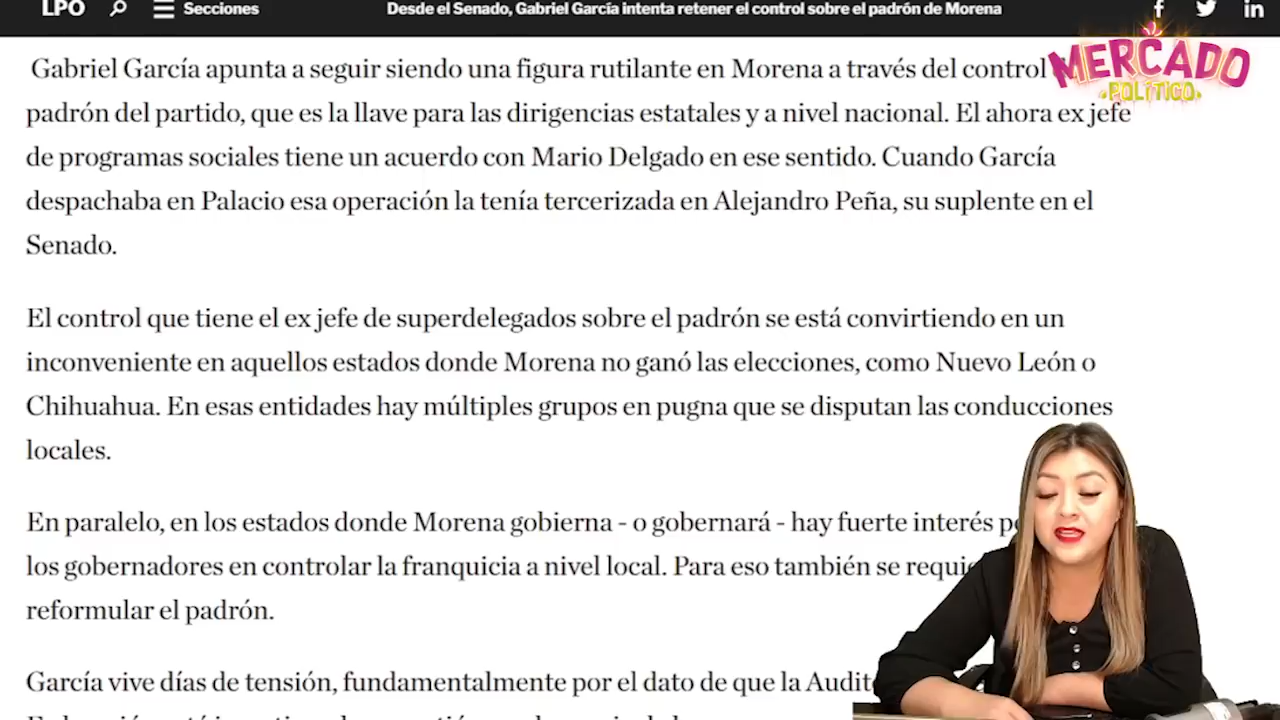 LPO Secciones Desde el Senado, Gabriel García intenta retener el control sobre el padrón de Morena
MERCADO
POLÍTICO
Gabriel García apunta a seguir siendo una figura rutilante en Morena a través del control
padrón del partido, que es la llave para las dirigencias estatales y a nivel nacional. El ahora ex jefe
de programas sociales tiene un acuerdo con Mario Delgado en ese sentido. Cuando García
despachaba en Palacio esa operación la tenía tercerizada en Alejandro Peña, su suplente en el
Senado.
El control que tiene el ex jefe de superdelegados sobre el padrón se está convirtiendo en un
inconveniente en aquellos estados donde Morena no ganó las elecciones, como Nuevo León o
Chihuahua. En esas entidades hay múltiples grupos en pugna que se disputan las conducciones
locales.
En paralelo, en los estados donde Morena gobierna - o gobernará - hay fuerte interés
los gobernadores en controlar la franquicia a nivel local. Para eso también se
reformular el padrón.
García vive días de tensión, fundamentalmente por el dato de que la